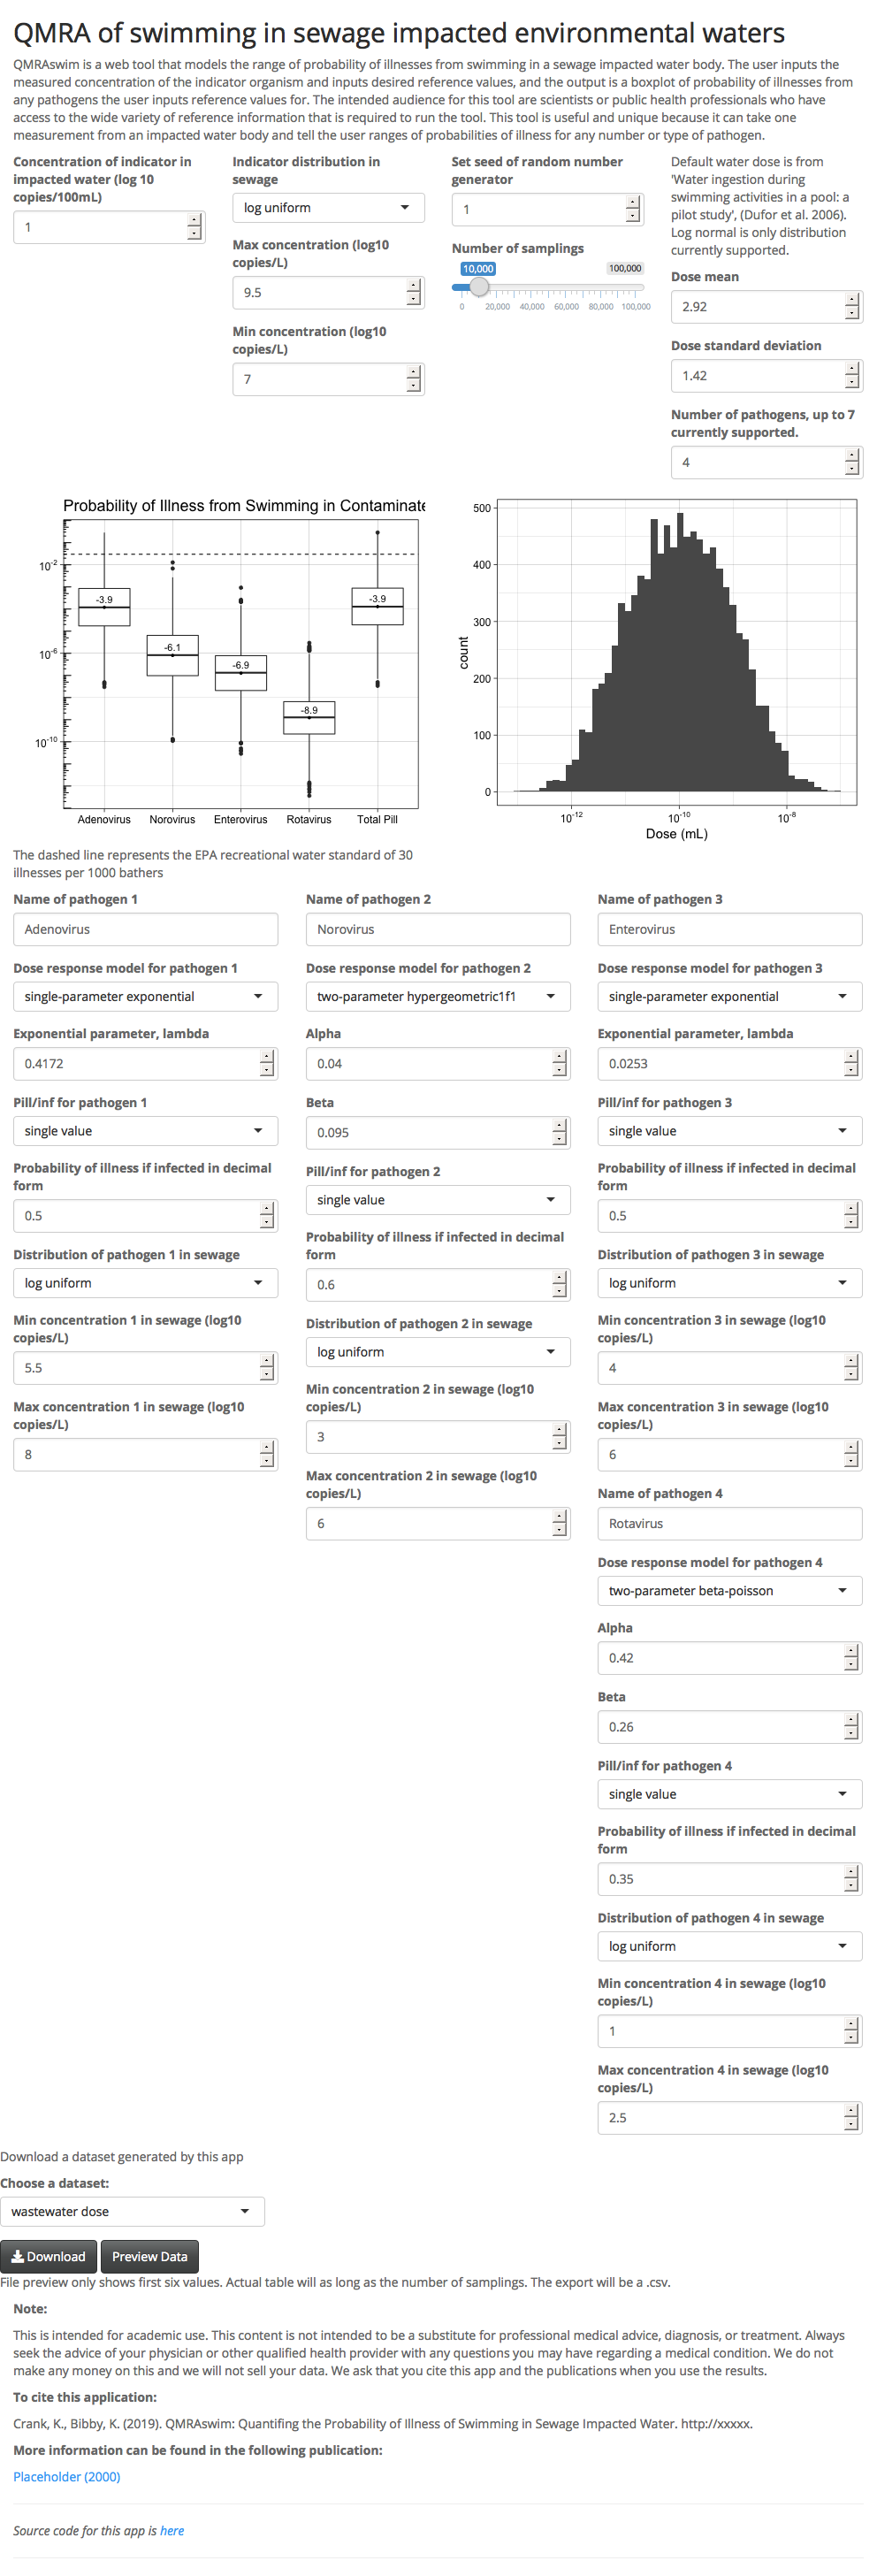 QMRA of swimming in sewage impacted environmental waters
QMRAswim is a web tool that models the range of probability of illnesses from swimming in a sewage impacted water body. The user inputs the
measured concentration of the indicator organism and inputs desired reference values, and the output is a boxplot of probability of illnesses from
any pathogens the user inputs reference values for. The intended audience for this tool are scientists or public health professionals who have
access to the wide variety of reference information that is required to run the tool. This tool is useful and unique because it can take one
measurement from an impacted water body and tell the user ranges of probabilities of illness for any number or type of pathogen.
Concentration of indicator in
impacted water (log 10
copies/100mL)
1
Indicator distribution in
sewage
log uniform
Max concentration (log10
copies/L)
9.5
Min concentration (log10
copies/L)
7
Set seed of random number
generator
1
Number of samplings
10,000
100,000
0 20,000 40,000 60,000 80,000 100,000
Default water dose is from
'Water ingestion during
swimming activities in a pool: a
pilot study', (Dufor et al. 2006).
Log normal is only distribution
currently supported.
Dose mean
2.92
Dose standard deviation
1.42
Number of pathogens, up to 7
currently supported.
4
Probability of Illness from Swimming in Contaminate
10-2
10-6
10-10
-3.9
-6.1
-6.9
-8.9
-3.9
Adenovirus Norovirus Enterovirus Rotavirus Total Pill
500
400
300
200
100
0
count
10-12 10-10 10-8
Dose (mL)
The dashed line represents the EPA recreational water standard of 30
illnesses per 1000 bathers
Name of pathogen 1
Adenovirus
Dose response model for pathogen 1
single-parameter exponential
Exponential parameter, lambda
0.4172
Pill/inf for pathogen 1
single value
Probability of illness if infected in decimal
form
0.5
Distribution of pathogen 1 in sewage
log uniform
Min concentration 1 in sewage (log10
copies/L)
5.5
Max concentration 1 in sewage (log10
copies/L)
8
Name of pathogen 2
Norovirus
Dose response model for pathogen 2
two-parameter hypergeometric1f1
Alpha
0.04
Beta
0.095
Pill/inf for pathogen 2
single value
Probability of illness if infected in decimal
form
0.6
Distribution of pathogen 2 in sewage
log uniform
Min concentration 2 in sewage (log10
copies/L)
3
Max concentration 2 in sewage (log10
copies/L)
6
Name of pathogen 3
Enterovirus
Dose response model for pathogen 3
single-parameter exponential
Exponential parameter, lambda
0.0253
Pill/inf for pathogen 3
single value
Probability of illness if infected in decimal
form
0.5
Distribution of pathogen 3 in sewage
log uniform
Min concentration 3 in sewage (log10
copies/L)
4
Max concentration 3 in sewage (log10
copies/L)
6
Name of pathogen 4
Rotavirus
Dose response model for pathogen 4
two-parameter beta-poisson
Alpha
0.42
Beta
0.26
Pill/inf for pathogen 4
single value
Probability of illness if infected in decimal
form
0.35
Distribution of pathogen 4 in sewage
log uniform
Min concentration 4 in sewage (log10
copies/L)
1
Max concentration 4 in sewage (log10
copies/L)
2.5
Download a dataset generated by this app
Choose a dataset:
wastewater dose
Download
Preview Data
File preview only shows first six values. Actual table will as long as the number of samplings. The export will be a .csv.
Note:
This is intended for academic use. This content is not intended to be a substitute for professional medical advice, diagnosis, or treatment. Always
seek the advice of your physician or other qualified health provider with any questions you may have regarding a medical condition. We do not
make any money on this and we will not sell your data. We ask that you cite this app and the publications when you use the results.
To cite this application:
Crank, K., Bibby, K. (2019). QMRAswim: Quantifing the Probability of Illness of Swimming in Sewage Impacted Water. http://xxxxx.
More information can be found in the following publication:
Placeholder (2000)
Source code for this app is here